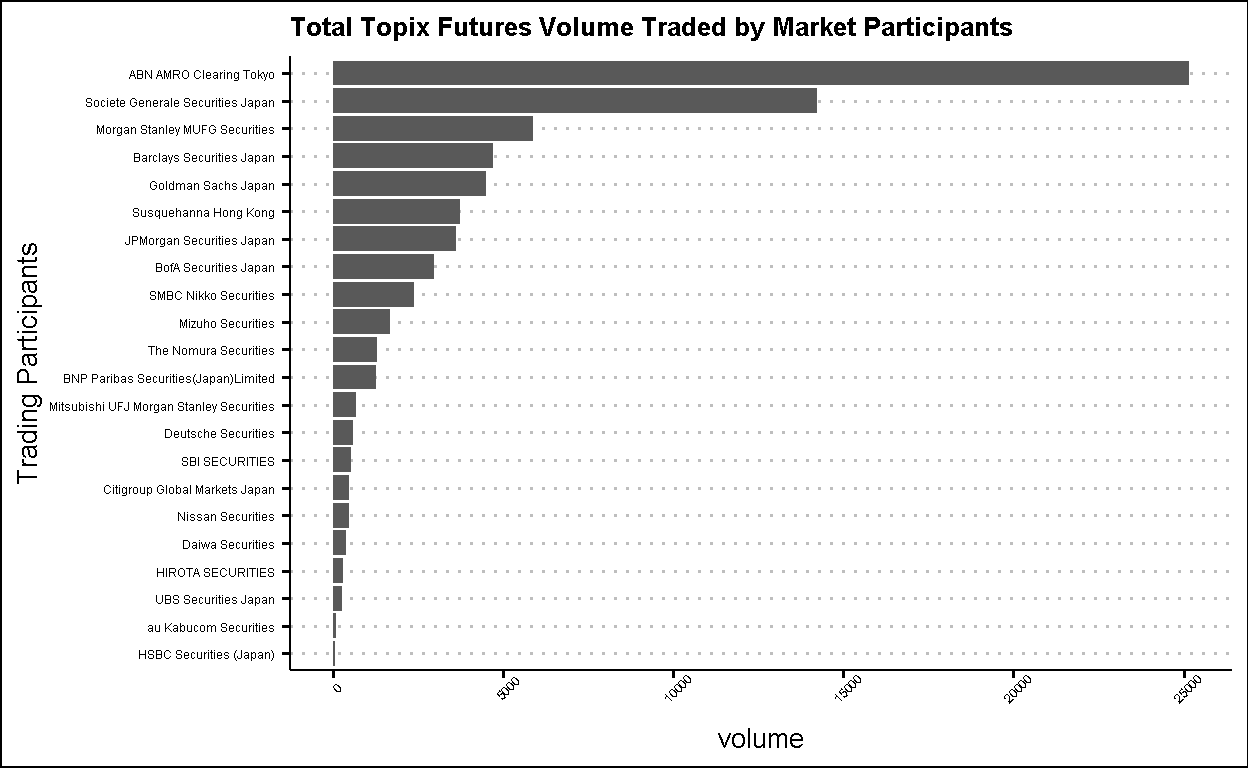 Total Topix Futures Volume Traded by Market Participants
Trading Participants
ABN AMRO Clearing Tokyo
Societe Generale Securities Japan
Morgan Stanley MUFG Securities
Barclays Securities Japan
Goldman Sachs Japan
Susquehanna Hong Kong
JPMorgan Securities Japan
BofA Securities Japan
SMBC Nikko Securities
Mizuho Securities
The Nomura Securities
BNP Paribas Securities(Japan)Limited
Mitsubishi UFJ Morgan Stanley Securities
Deutsche Securities
SBI SECURITIES
Citigroup Global Markets Japan
Nissan Securities
Daiwa Securities
HIROTA SECURITIES
UBS Securities Japan
au Kabucom Securities
HSBC Securities (Japan)
0 5000 10000 15000 20000 25000
volume